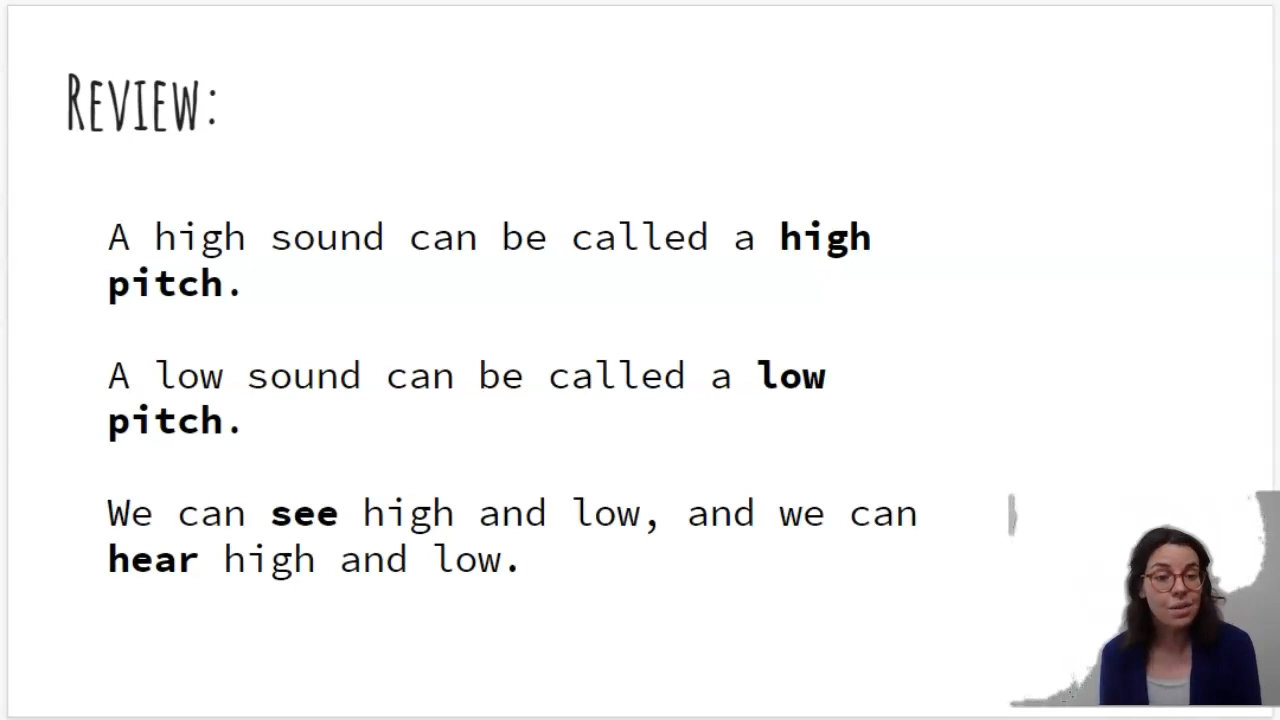 REVIEW:
A high sound can be called a high
pitch.
A low sound can be called a low
pitch.
We can see high and low, and we can
hear high and low.